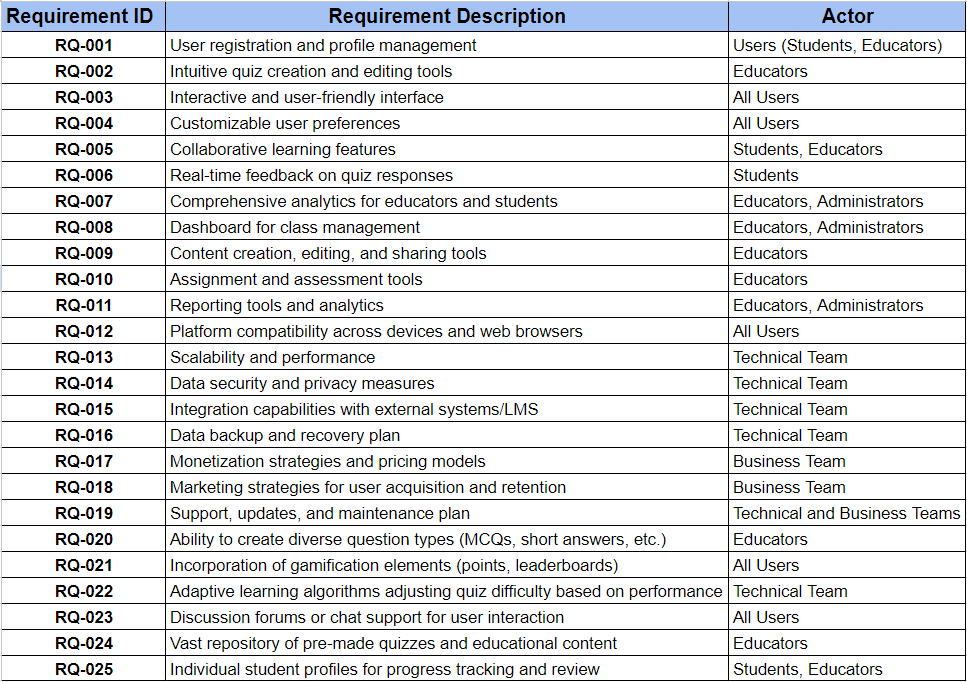 Requirement ID Requirement Description Actor
RQ-001 User registration and profile management Users (Students, Educators)
RQ-002 Intuitive quiz creation and editing tools Educators
RQ-003 Interactive and user-friendly interface All Users
RQ-004 Customizable user preferences All Users
RQ-005 Collaborative learning features Students, Educators
RQ-006 Real-time feedback on quiz responses Students
RQ-007 Comprehensive analytics for educators and students Educators, Administrators
RQ-008 Dashboard for class management Educators, Administrators
RQ-009 Content creation, editing, and sharing tools Educators
RQ-010 Assignment and assessment tools Educators
RQ-011 Reporting tools and analytics Educators, Administrators
RQ-012 Platform compatibility across devices and web browsers All Users
RQ-013 Scalability and performance Technical Team
RQ-014 Data security and privacy measures Technical Team
RQ-015 Integration capabilities with external systems/LMS Technical Team
RQ-016 Data backup and recovery plan Technical Team
RQ-017 Monetization strategies and pricing models Business Team
RQ-018 Marketing strategies for user acquisition and retention Business Team
RQ-019 Support, updates, and maintenance plan Technical and Business Teams
RQ-020 Ability to create diverse question types (MCQs, short answers, etc.) Educators
RQ-021 Incorporation of gamification elements (points, leaderboards) All Users
RQ-022 Adaptive learning algorithms adjusting quiz difficulty based on performance Technical Team
RQ-023 Discussion forums or chat support for user interaction All Users
RQ-024 Vast repository of pre-made quizzes and educational content Educators
RQ-025 Individual student profiles for progress tracking and review Students, Educators